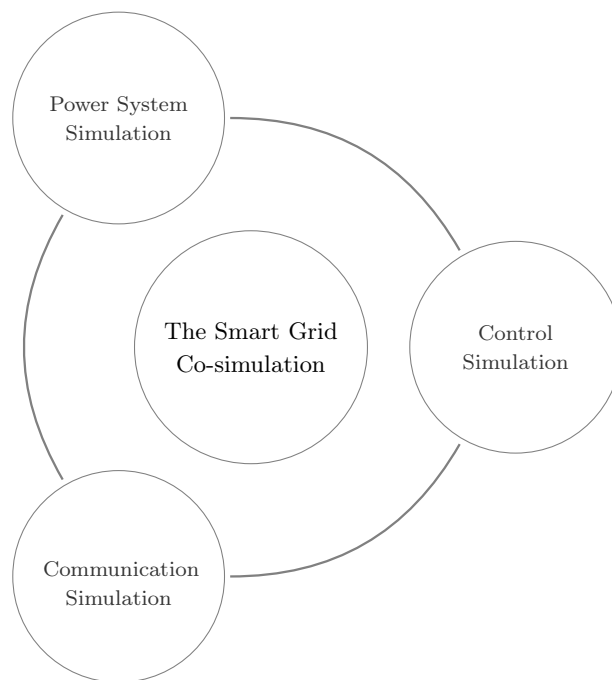 Power System
Simulation
The Smart Grid
Co-simulation
Control
Simulation
Communication
Simulation